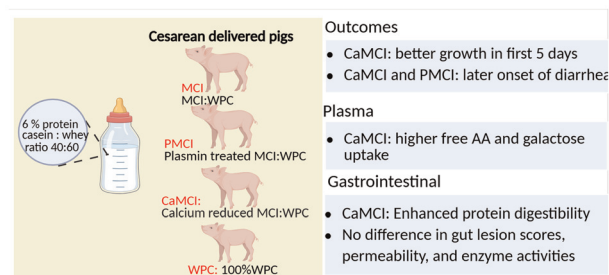 Cesarean delivered pigs
6 % protein
casein : whey
ratio 40:60
MCI
MCI:WPC
PMCI
Plasmin treated MCI:WPC
CaMCI:
Calcium reduced MCI:WPC
WPC: 100%WPC
Outcomes
• CaMCI: better growth in first 5 days
• CaMCI and PMCI: later onset of diarrhea
Plasma
• CaMCI: higher free AA and galactose
uptake
Gastrointestinal
• CaMCI: Enhanced protein digestibility
• No difference in gut lesion scores,
permeability, and enzyme activities